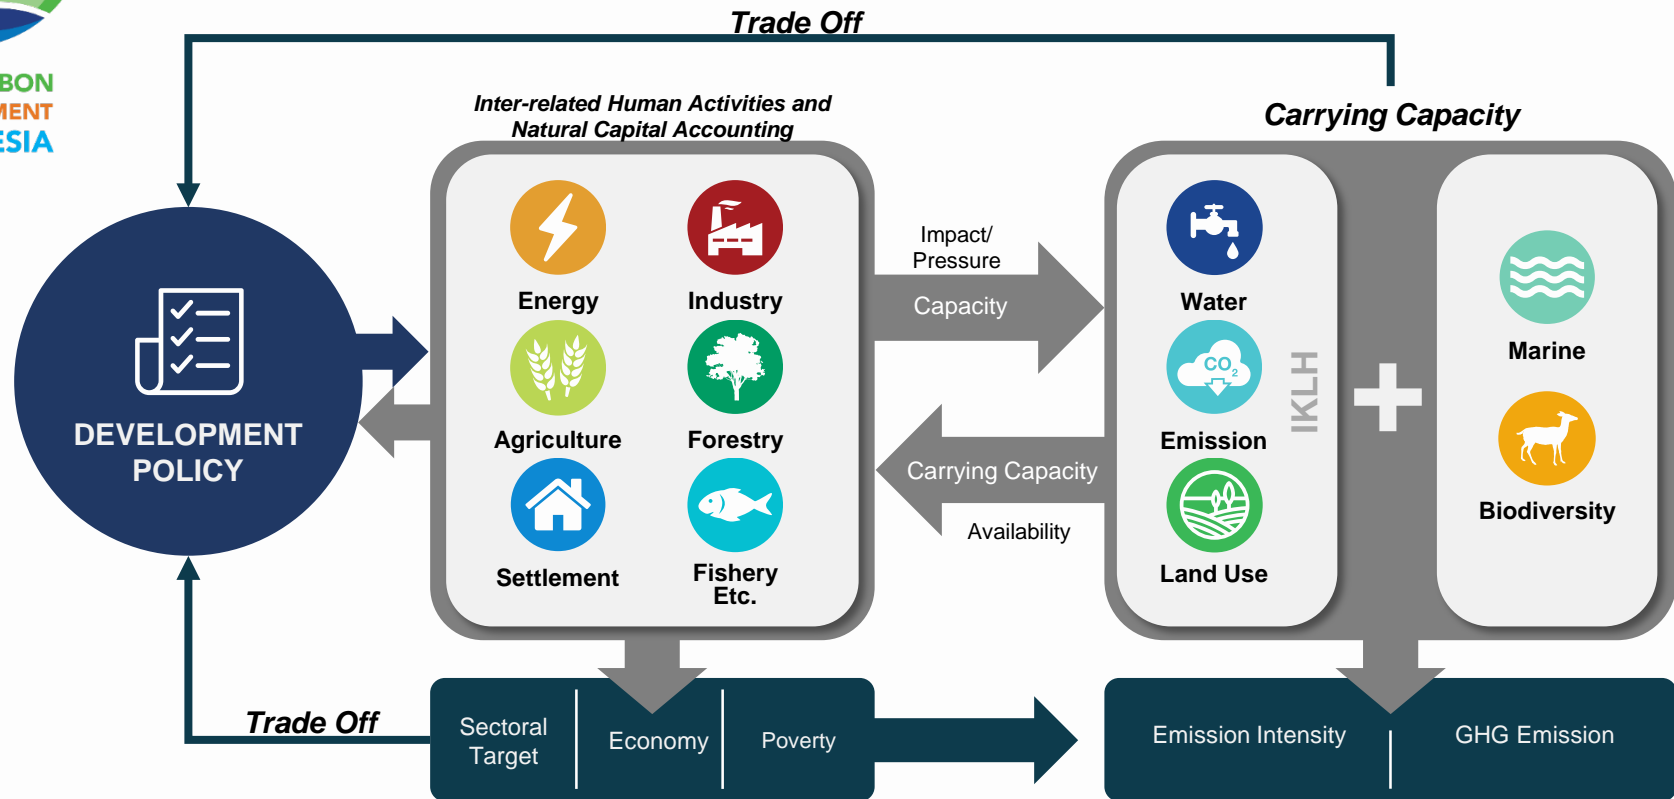 Trade Off
BON
MENT
ESIA
Inter-related Human Activities and
Natural Capital Accounting
Carrying Capacity
DEVELOPMENT
POLICY
Energy
Industry
Agriculture
Forestry
Settlement
Fishery
Etc.
Impact/
Pressure
Capacity
Carrying Capacity
Availability
Water
CO2
Emission
Land Use
IKLH
Marine
Biodiversity
Trade Off
Sectoral
Target
Economy
Poverty
Emission Intensity
GHG Emission